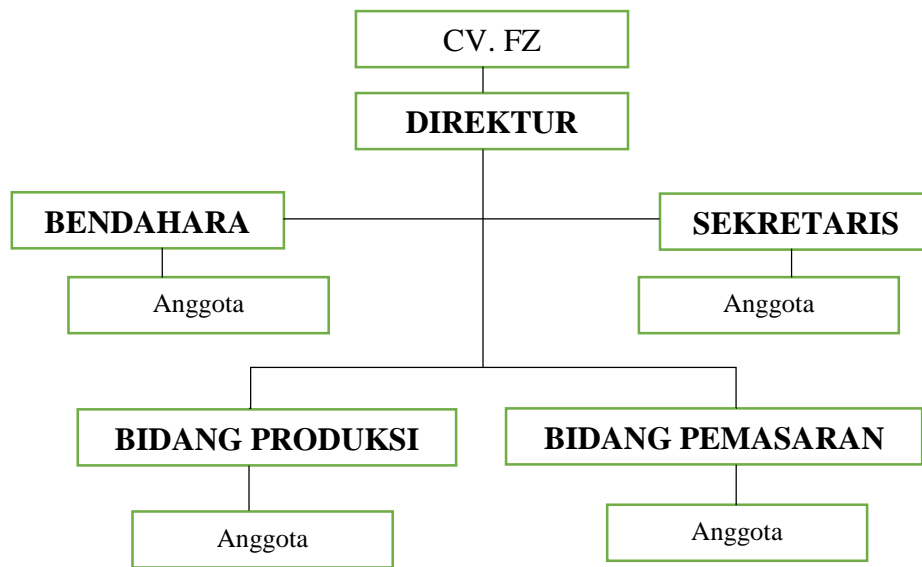 CV. FZ
DIREKTUR
BENDAHARA
SEKRETARIS
Anggota
Anggota
BIDANG PRODUKSI
BIDANG PEMASARAN
Anggota
Anggota